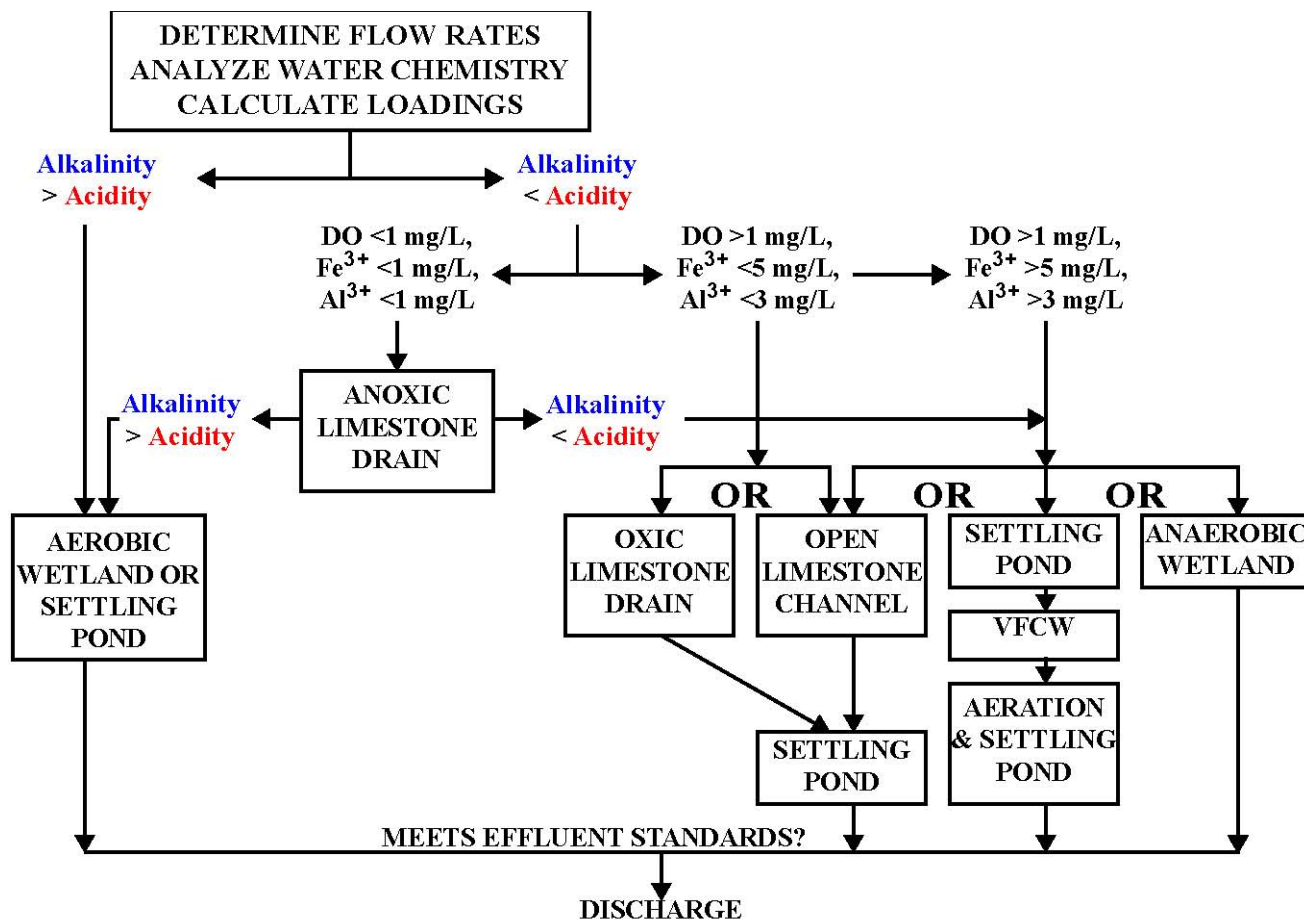 DETERMINE FLOW RATES
ANALYZE WATER CHEMISTRY
CALCULATE LOADINGS
Alkalinity
> Acidity
Alkalinity
< Acidity
DO <1 mg/L,
Fe³⁺ <1 mg/L,
Al³⁺ <1 mg/L
DO >1 mg/L,
Fe³⁺ <5 mg/L,
Al³⁺ <3 mg/L
DO >1 mg/L,
Fe³⁺ >5 mg/L,
Al³⁺ >3 mg/L
ANOXIC
LIMESTONE
DRAIN
Alkalinity
> Acidity
Alkalinity
< Acidity
OR
OR
OR
AEROBIC
WETLAND OR
SETTLING
POND
OXIC
LIMESTONE
DRAIN
OPEN
LIMESTONE
CHANNEL
SETTLING
POND
ANAEROBIC
WETLAND
VFCW
SETTLING
POND
AERATION
& SETTLING
POND
MEETS EFFLUENT STANDARDS?
DISCHARGE